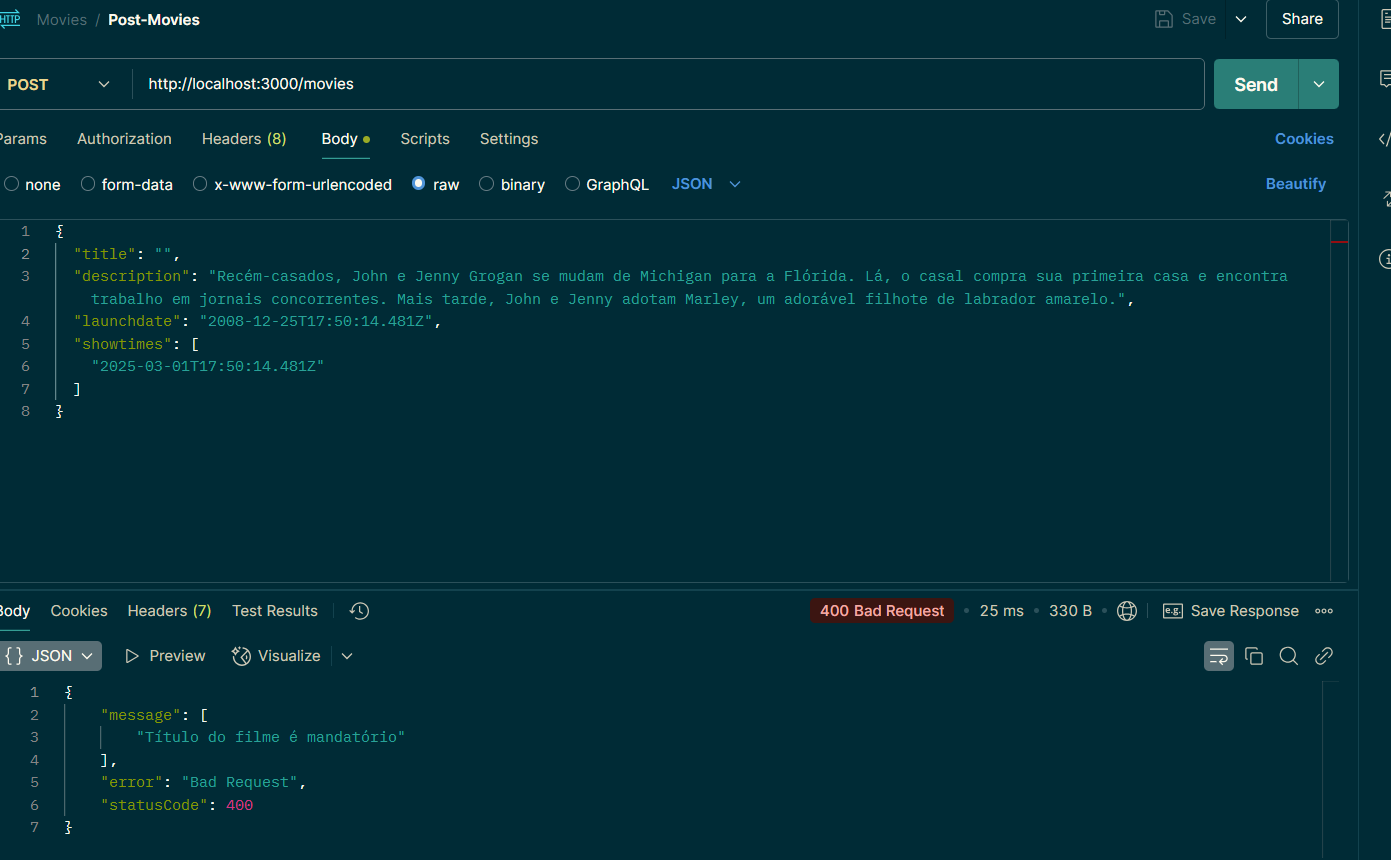 HTTP Movies / Post-Movies Save Share
POST http://localhost:3000/movies Send
Params Authorization Headers (8) Body Scripts Settings Cookies
none form-data x-www-form-urlencoded raw binary GraphQL JSON Beautify
1 {
2 "title": "",
3 "description": "Recém-casados, John e Jenny Grogan se mudam de Michigan para a Flórida. Lá, o casal compra sua primeira casa e encontra
trabalho em jornais concorrentes. Mais tarde, John e Jenny adotam Marley, um adorável filhote de labrador amarelo.",
4 "launchdate": "2008-12-25T17:50:14.481Z",
5 "showtimes": [
6 "2025-03-01T17:50:14.481Z"
7 ]
8 }
Body Cookies Headers (7) Test Results 400 Bad Request • 25 ms • 330 B • e.g. Save Response
{} JSON Preview Visualize
1 {
2 "message": [
3 "Título do filme é mandatório"
4 ],
5 "error": "Bad Request",
6 "statusCode": 400
7 }